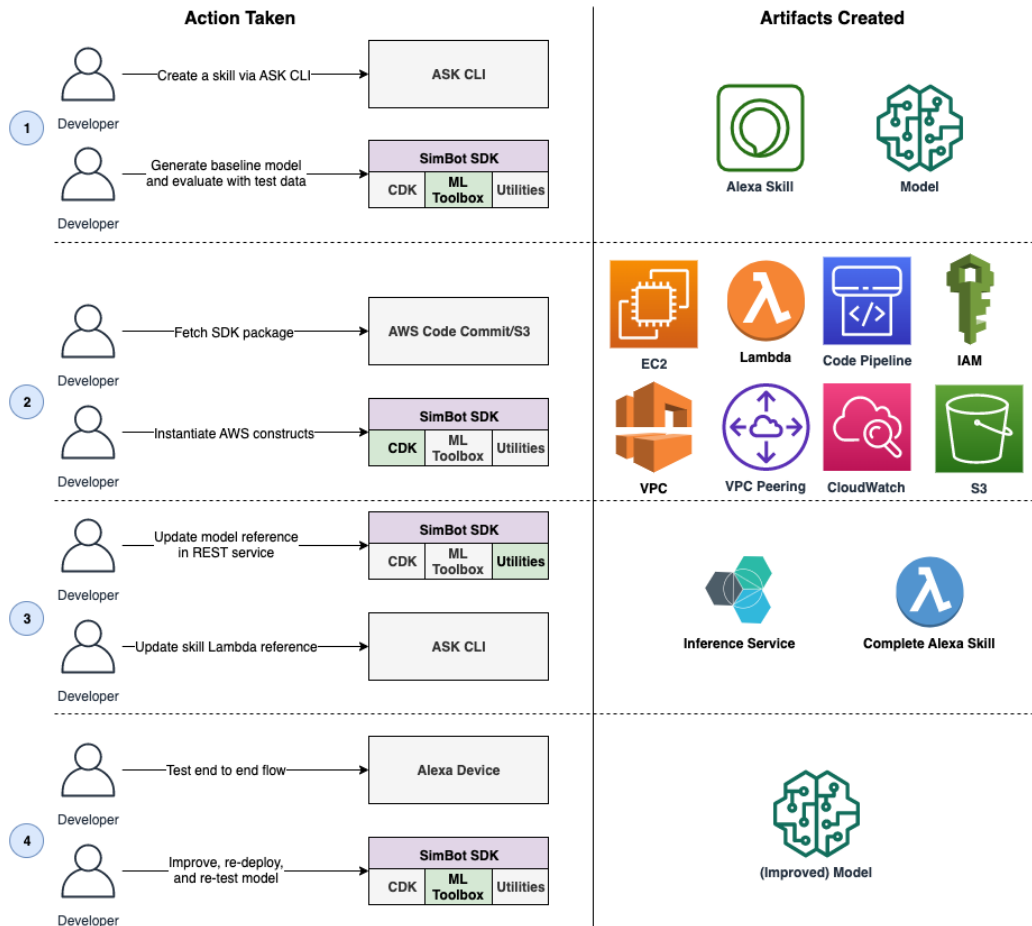 Action Taken
Artifacts Created
1
Developer
Create a skill via ASK CLI
ASK CLI
Developer
Generate baseline model
and evaluate with test data
SimBot SDK
CDK
ML
Toolbox
Utilities
Alexa Skill
Model
2
Developer
Fetch SDK package
AWS Code Commit/S3
Developer
Instantiate AWS constructs
SimBot SDK
CDK
ML
Toolbox
Utilities
EC2
Lambda
</>
Code Pipeline
IAM
VPC
VPC Peering
CloudWatch
S3
3
Developer
Update model reference
in REST service
SimBot SDK
CDK
ML
Toolbox
Utilities
Developer
Update skill Lambda reference
ASK CLI
Inference Service
Complete Alexa Skill
4
Developer
Test end to end flow
Alexa Device
Developer
Improve, re-deploy,
and re-test model
SimBot SDK
CDK
ML
Toolbox
Utilities
(Improved) Model